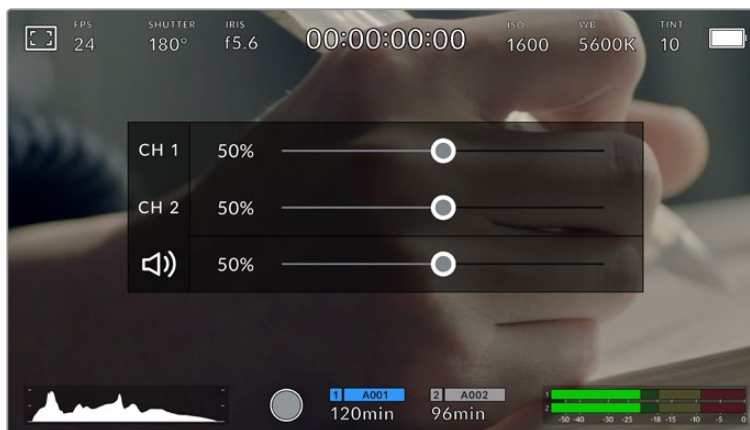 FPS SHUTTER IRIS ISO WB TINT
24 180° f5.6 00:00:00:00 1600 5600K 10
CH 1 50%
CH 2 50%
50%
1 A001 2 A002
120min 96min
1
2
-50 -40 -30 -25 -18 -15 -10 -5 0